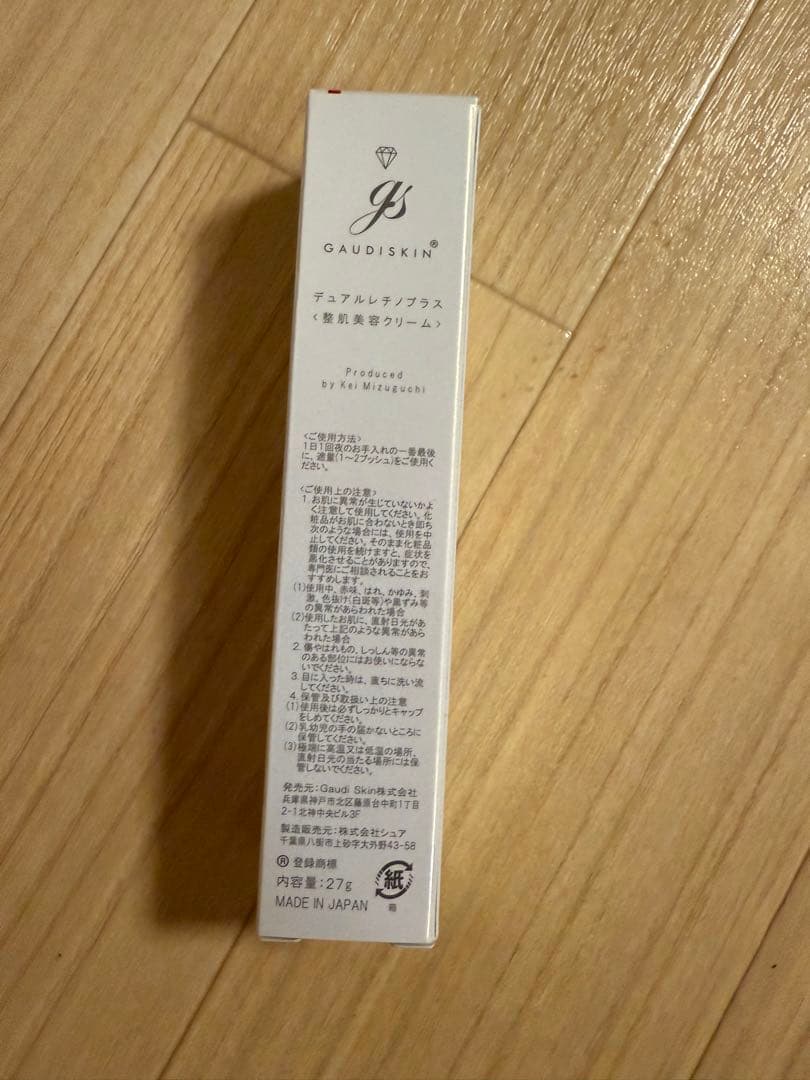 gs
GAUDISKIN®
デュアルレチノプラス
〈整肌美容クリーム〉
Produced
by Kei Mizuguchi
〈ご使用方法〉
1日1回夜のお手入れの一番最後
に、適量(1〜2プッシュ)をご使用く
ださい。
〈ご使用上の注意〉
1. お肌に異常が生じていないかよ
く注意して使用してください。化
粧品がお肌に合わないとき即ち
次のような場合には、使用を中
止してください。そのまま化粧品
類の使用を続けますと、症状を
悪化させることがありますので、
専門医にご相談されることをお
すすめします。
(1)使用中、赤味、はれ、かゆみ、刺
激、色抜け(白斑等)や黒ずみ等
の異常があらわれた場合
(2)使用したお肌に、直射日光があ
たって上記のような異常があら
われた場合
2. 傷やはれもの、しっしん等の異常
のある部位にはお使いにならな
いでください。
3. 目に入った時は、直ちに洗い流
してください。
4. 保管及び取扱い上の注意
(1)使用後は必ずしっかりとキャップ
をしめてください。
(2)乳幼児の手の届かないところに
保管してください。
(3)極端に高温又は低温の場所、
直射日光の当たる場所には保
管しないでください。
発売元：Gaudi Skin株式会社
兵庫県神戸市北区藤原台中町1丁目
2-1北神中央ビル3F
製造販売元：株式会社シュア
千葉県八街市上砂字大外野43-58
® 登録商標
内容量：27g
MADE IN JAPAN
紙
箱